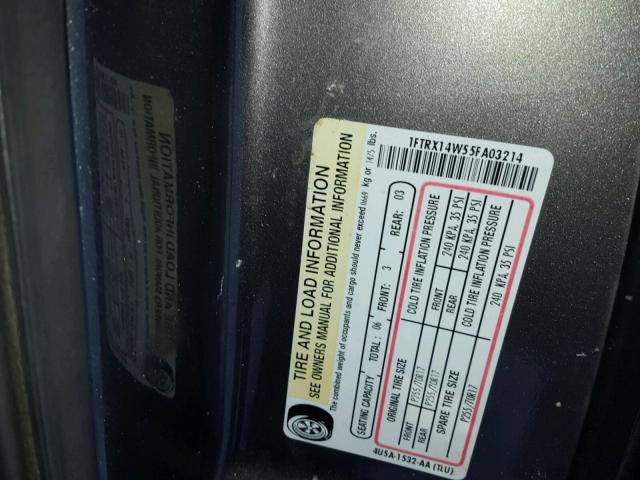 TIRE AND LOAD INFORMATION
SEE OWNERS MANUAL FOR ADDITIONAL INFORMATION
The combined weight of occupants and cargo should never exceed 0669 kg or 1475 lbs.
SEATING CAPACITY TOTAL: 06 FRONT: 3 REAR: 03
ORIGINAL TIRE SIZE COLD TIRE INFLATION PRESSURE
FRONT P255/70R17 FRONT 240 KPA, 35 PSI
REAR P255/70R17 REAR 240 KPA, 35 PSI
SPARE TIRE SIZE COLD TIRE INFLATION PRESSURE
P255/70R17 240 KPA, 35 PSI
4U5A-1532-AA (TLU)
1FTRX14W55FA03214